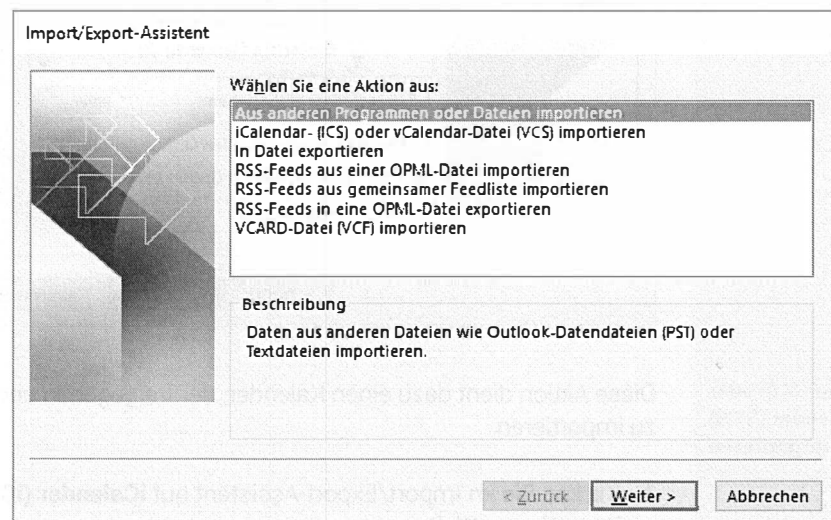 Import/Export-Assistent
Wählen Sie eine Aktion aus:
Aus anderen Programmen oder Dateien importieren
iCalendar- (ICS) oder vCalendar-Datei (VCS) importieren
In Datei exportieren
RSS-Feeds aus einer OPML-Datei importieren
RSS-Feeds aus gemeinsamer Feedliste importieren
RSS-Feeds in eine OPML-Datei exportieren
VCARD-Datei (VCF) importieren
Beschreibung
Daten aus anderen Dateien wie Outlook-Datendateien (PST) oder
Textdateien importieren.
< Zurück
Weiter >
Abbrechen